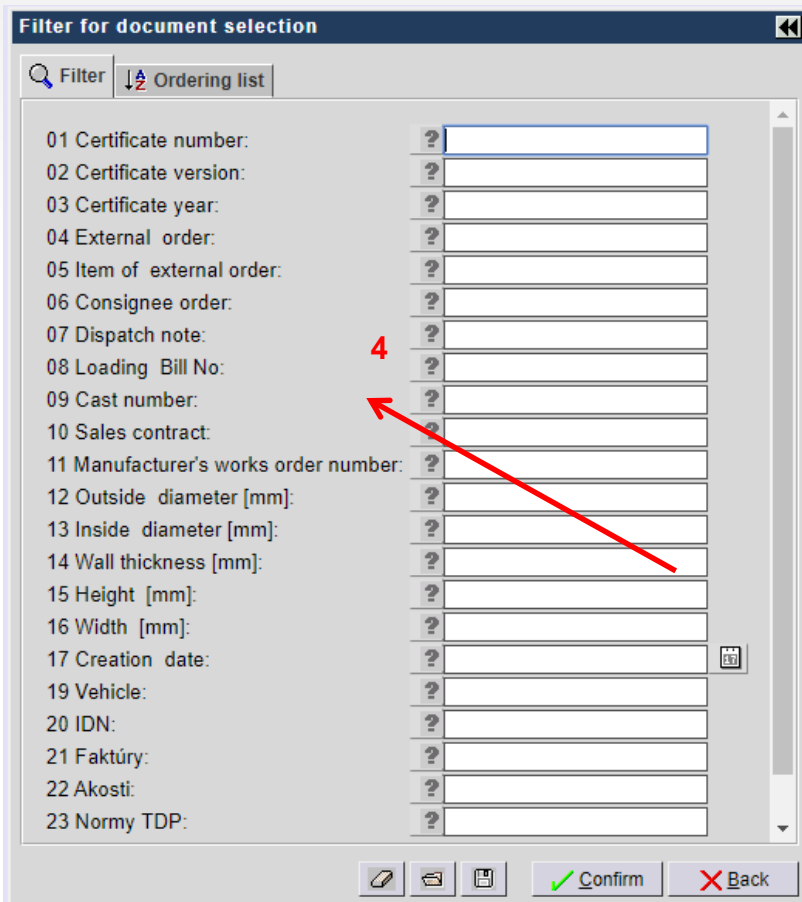 Filter for document selection
Filter
Ordering list
01 Certificate number:
02 Certificate version:
03 Certificate year:
04 External order:
05 Item of external order:
06 Consignee order:
07 Dispatch note:
4
08 Loading Bill No:
09 Cast number:
10 Sales contract:
11 Manufacturer's works order number:
12 Outside diameter [mm]:
13 Inside diameter [mm]:
14 Wall thickness [mm]:
15 Height [mm]:
16 Width [mm]:
17 Creation date:
19 Vehicle:
20 IDN:
21 Faktúry:
22 Akosti:
23 Normy TDP:
Confirm
Back